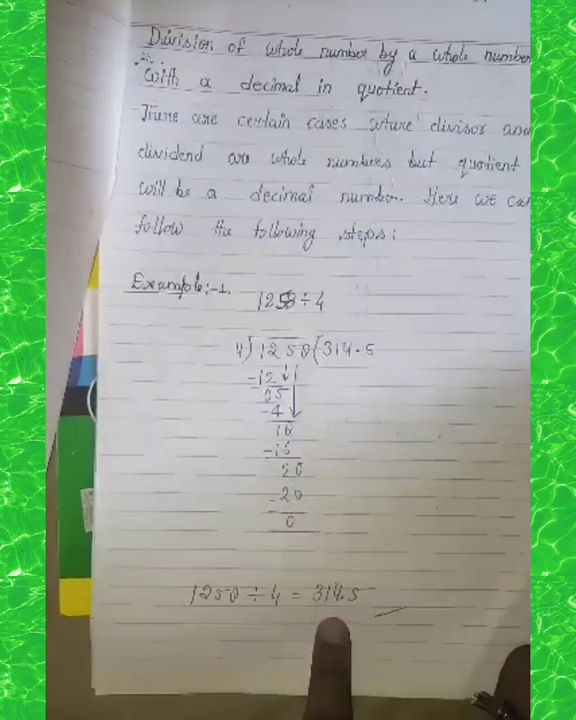 Division of whole number by a whole number
with a decimal in quotient.
There are certain cases where divisor and
dividend are whole numbers but quotient
will be a decimal number. Here we can
follow the following steps:
Example:-1.
1258 ÷ 4
4) 1250 (314.5
-12
05
-4
18
-16
20
-20
0
1250 ÷ 4 = 314.5